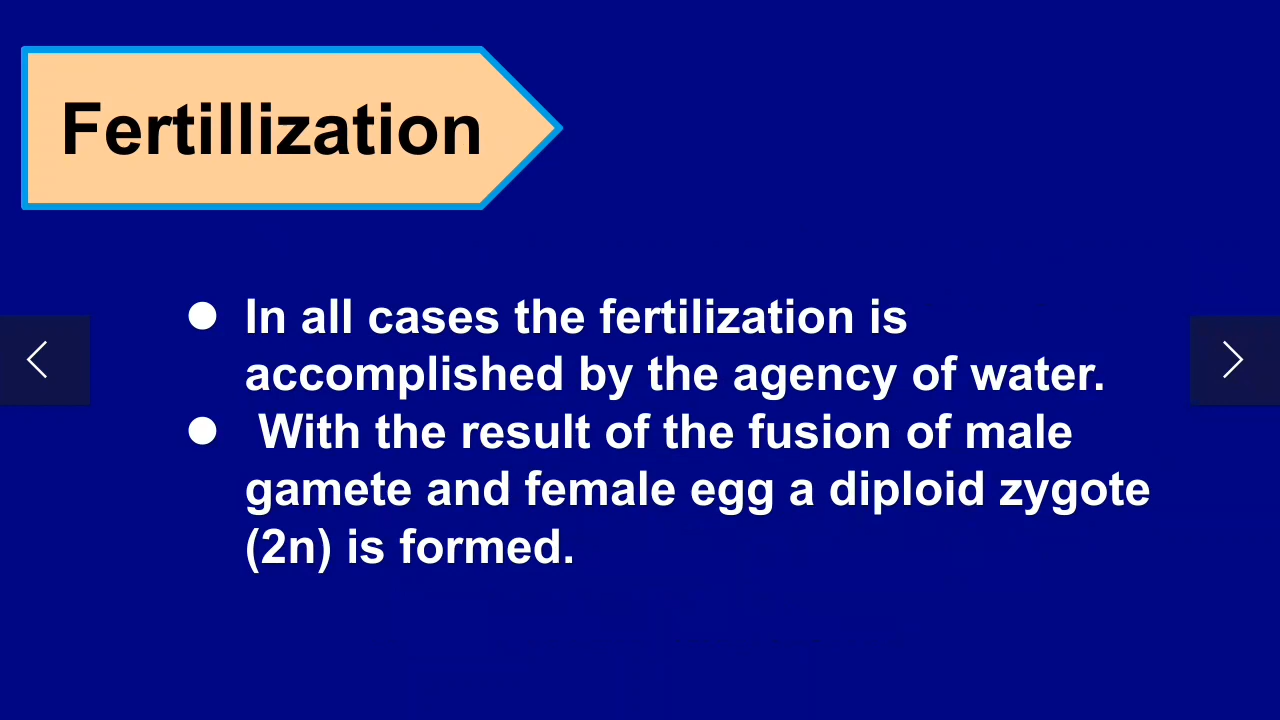 Fertillization
● In all cases the fertilization is
accomplished by the agency of water.
● With the result of the fusion of male
gamete and female egg a diploid zygote
(2n) is formed.